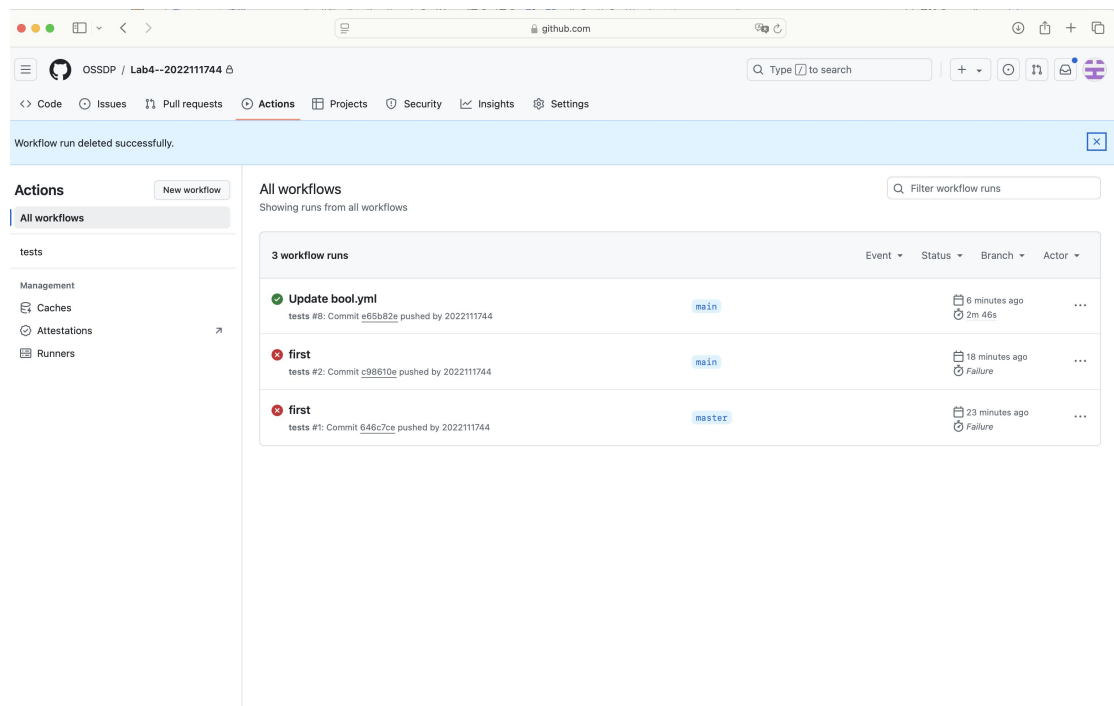 github.com
OSSDP / Lab4--2022111744
Type / to search
Code Issues Pull requests Actions Projects Security Insights Settings
Workflow run deleted successfully.
Actions
New workflow
All workflows
tests
Management
Caches
Attestations
Runners
All workflows
Showing runs from all workflows
Filter workflow runs
3 workflow runs
Event Status Branch Actor
Update bool.yml
tests #8: Commit e65b82e pushed by 2022111744
main
6 minutes ago
2m 46s
first
tests #2: Commit c98610e pushed by 2022111744
main
18 minutes ago
Failure
first
tests #1: Commit 646c7ce pushed by 2022111744
master
23 minutes ago
Failure